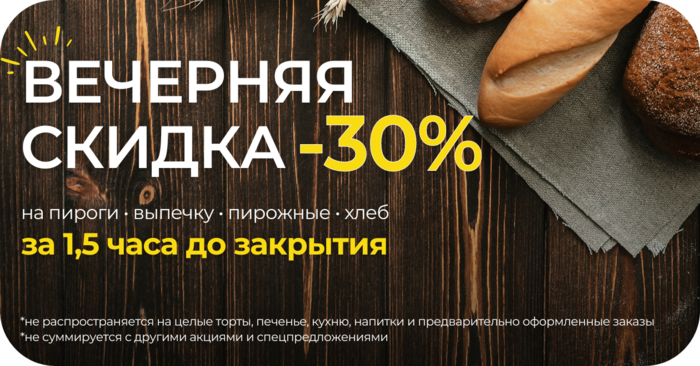 ВЕЧЕРНЯЯ
СКИДКА -30%
на пироги • выпечку • пирожные • хлеб
за 1,5 часа до закрытия
*не распространяется на целые торты, печенье, кухню, напитки и предварительно оформленные заказы
*не суммируется с другими акциями и спецпредложениями